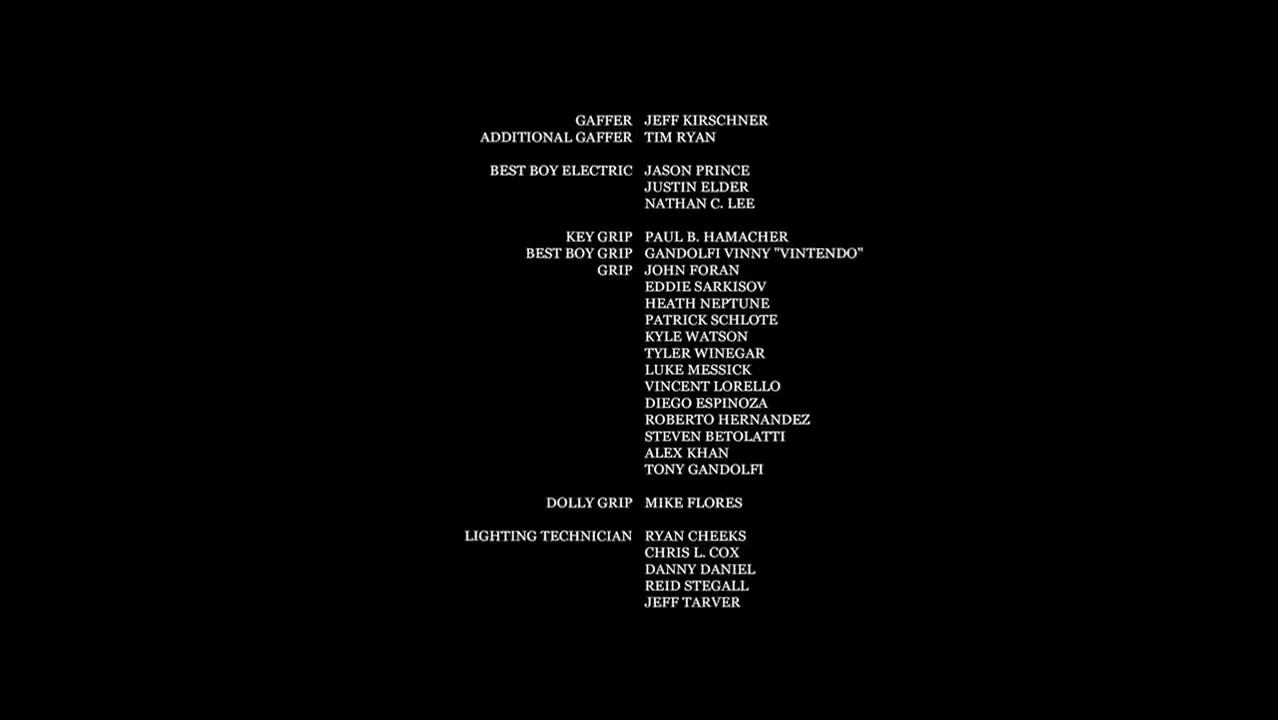 GAFFER JEFF KIRSCHNER
ADDITIONAL GAFFER TIM RYAN
BEST BOY ELECTRIC JASON PRINCE
JUSTIN ELDER
NATHAN C. LEE
KEY GRIP PAUL B. HAMACHER
BEST BOY GRIP GANDOLFI VINNY "VINTENDO"
GRIP JOHN FORAN
EDDIE SARKISOV
HEATH NEPTUNE
PATRICK SCHLOTE
KYLE WATSON
TYLER WINEGAR
LUKE MESSICK
VINCENT LORELLO
DIEGO ESPINOZA
ROBERTO HERNANDEZ
STEVEN BETOLATTI
ALEX KHAN
TONY GANDOLFI
DOLLY GRIP MIKE FLORES
LIGHTING TECHNICIAN RYAN CHEEKS
CHRIS L. COX
DANNY DANIEL
REID STEGALL
JEFF TARVER